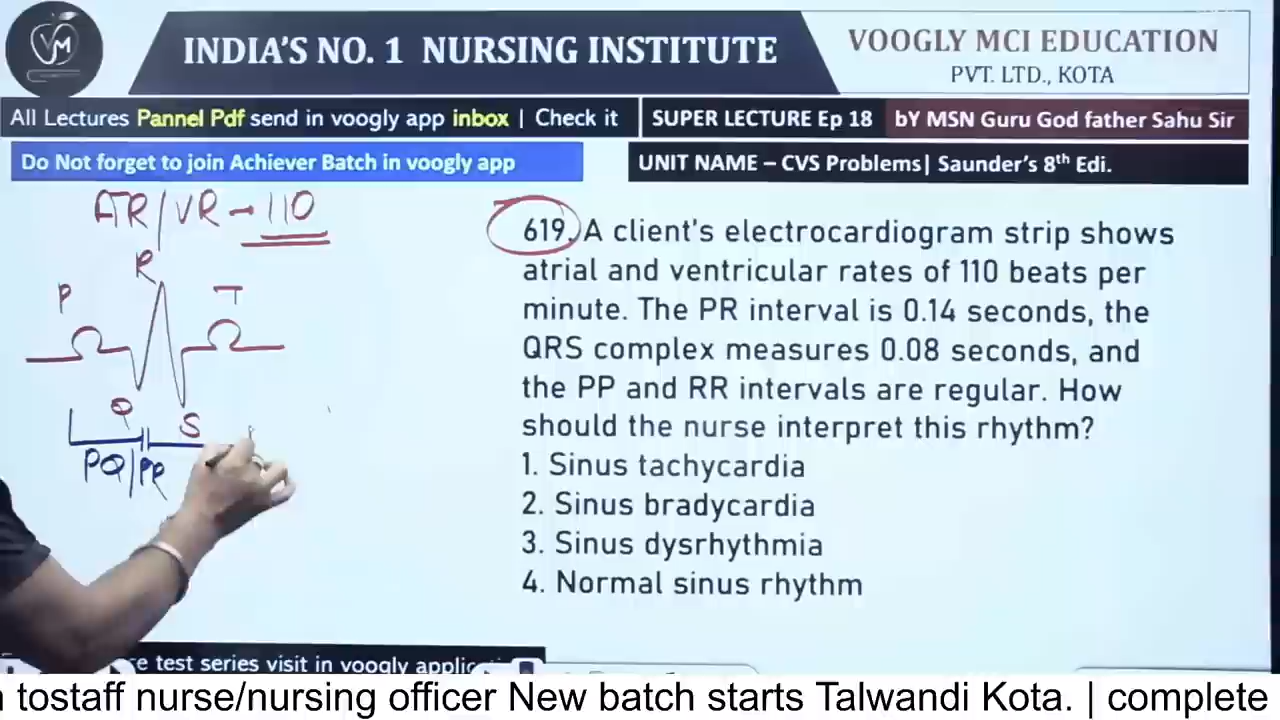 VM
INDIA'S NO. 1 NURSING INSTITUTE
VOOGLY MCI EDUCATION
PVT. LTD., KOTA
All Lectures Pannel Pdf send in voogly app inbox | Check it
SUPER LECTURE Ep 18
bY MSN Guru God father Sahu Sir
Do Not forget to join Achiever Batch in voogly app
UNIT NAME – CVS Problems| Saunder's 8th Edi.
AR/VR - 110
R
P
T
Q
S
PQ/PR
619. A client's electrocardiogram strip shows
atrial and ventricular rates of 110 beats per
minute. The PR interval is 0.14 seconds, the
QRS complex measures 0.08 seconds, and
the PP and RR intervals are regular. How
should the nurse interpret this rhythm?
1. Sinus tachycardia
2. Sinus bradycardia
3. Sinus dysrhythmia
4. Normal sinus rhythm
test series visit in voogly
tostaff nurse/nursing officer New batch starts Talwandi Kota. | complete